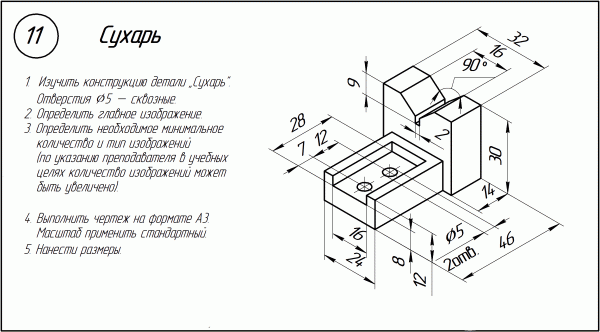 11
Сухарь
1 Изучить конструкцию детали „Сухарь".
Отверстия Ø5 – сквозные.
2. Определить главное изображение.
3. Определить необходимое минимальное
количество и тип изображений
(по указанию преподавателя в учебных
целях количество изображений может
быть увеличено).
4. Выполнить чертеж на формате А3.
Масштаб применить стандартный.
5. Нанести размеры.
32
16
90°
9
28
12
7
2
30
14
16
24
8
12
Ø5
2отв.
46